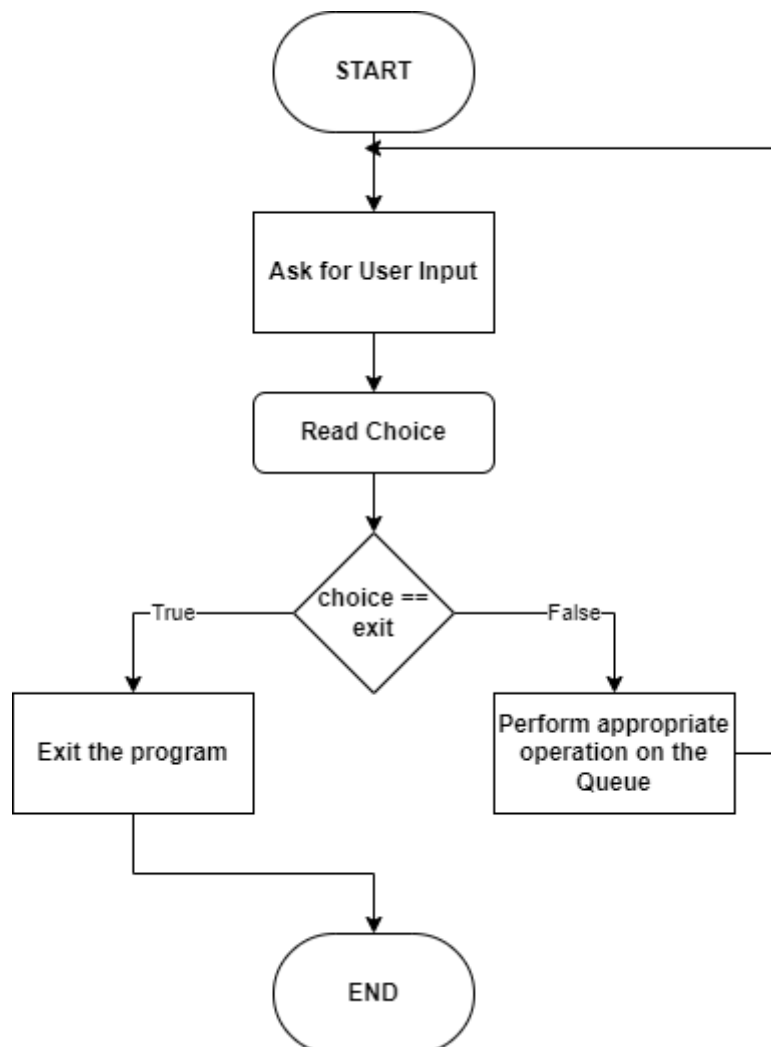 START
Ask for User Input
Read Choice
choice ==
exit
True
False
Exit the program
Perform appropriate
operation on the
Queue
END